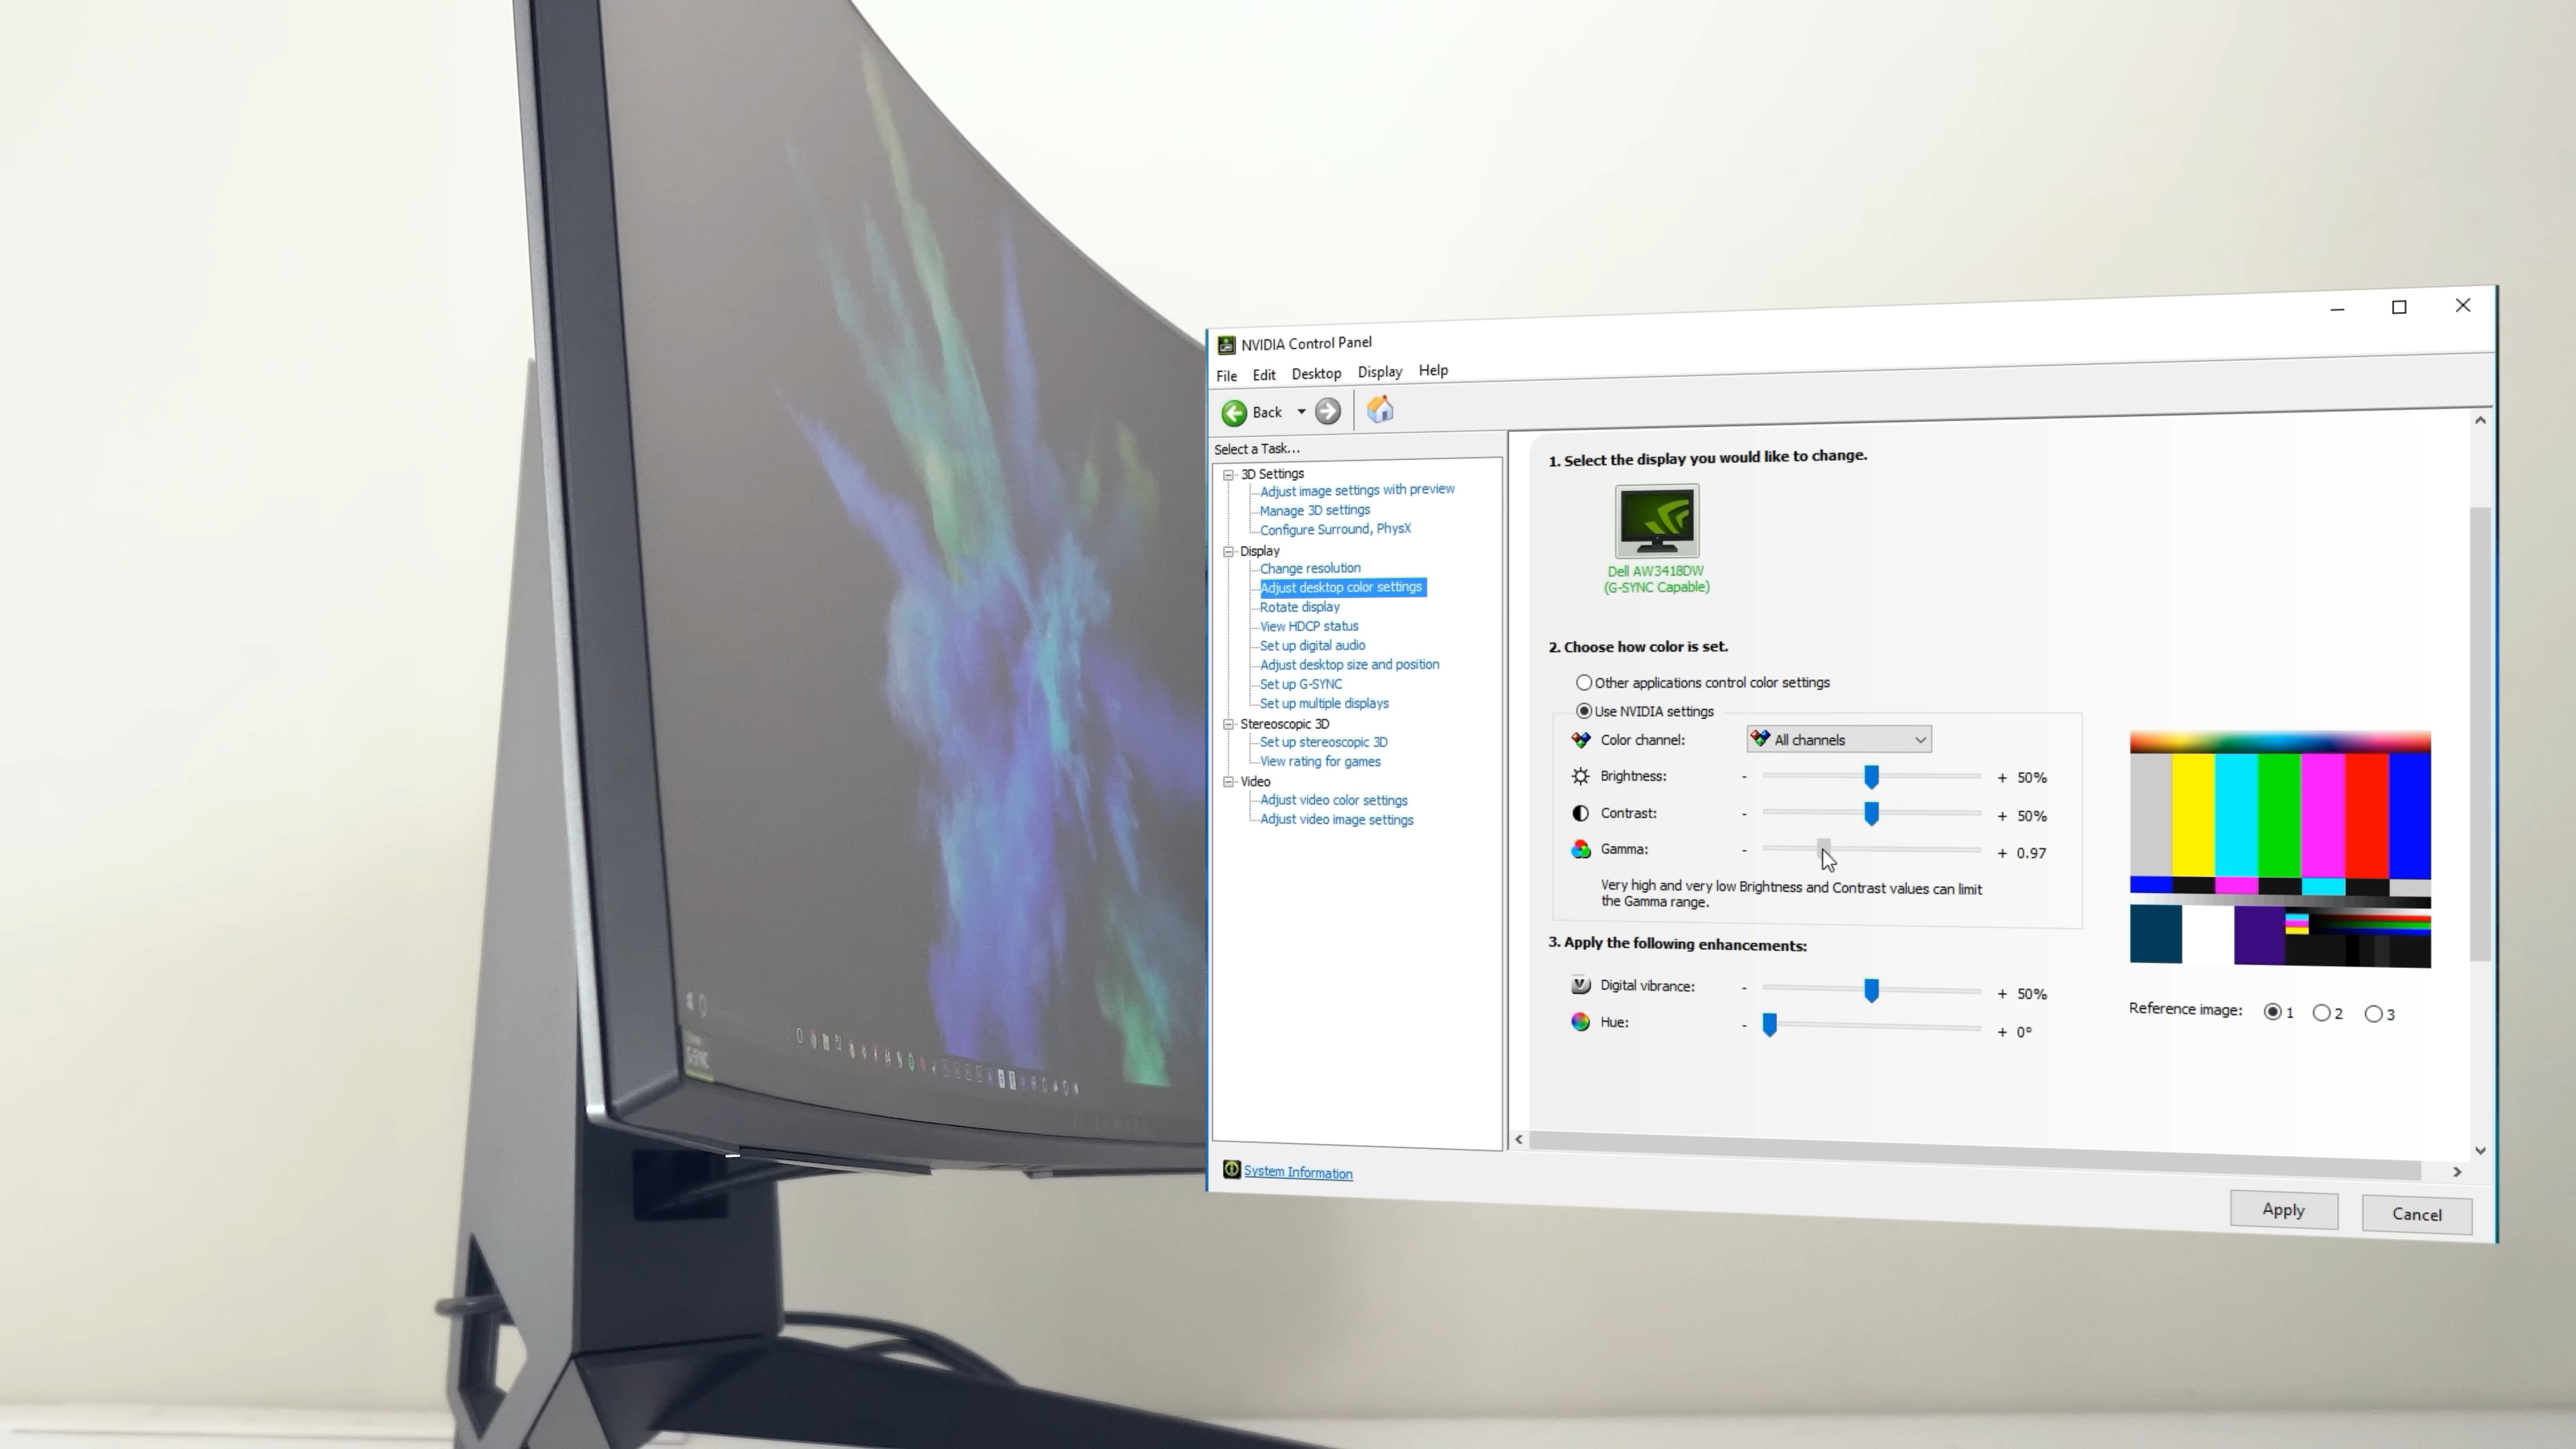 NVIDIA Control Panel
File Edit Desktop Display Help
Back
Select a Task...
3D Settings
Adjust image settings with preview
Manage 3D settings
Configure Surround, PhysX
Display
Change resolution
Adjust desktop color settings
Rotate display
View HDCP status
Set up digital audio
Adjust desktop size and position
Set up G-SYNC
Set up multiple displays
Stereoscopic 3D
Set up stereoscopic 3D
View rating for games
Video
Adjust video color settings
Adjust video image settings
System Information
1. Select the display you would like to change.
Dell AW3418DW
(G-SYNC Capable)
2. Choose how color is set.
Other applications control color settings
Use NVIDIA settings
Color channel: All channels
Brightness: - + 50%
Contrast: - + 50%
Gamma: - + 0.97
Very high and very low Brightness and Contrast values can limit
the Gamma range.
3. Apply the following enhancements:
Digital vibrance: - + 50%
Hue: - + 0°
Reference image: 1 2 3
Apply Cancel
G-SYNC
ALIENWARE